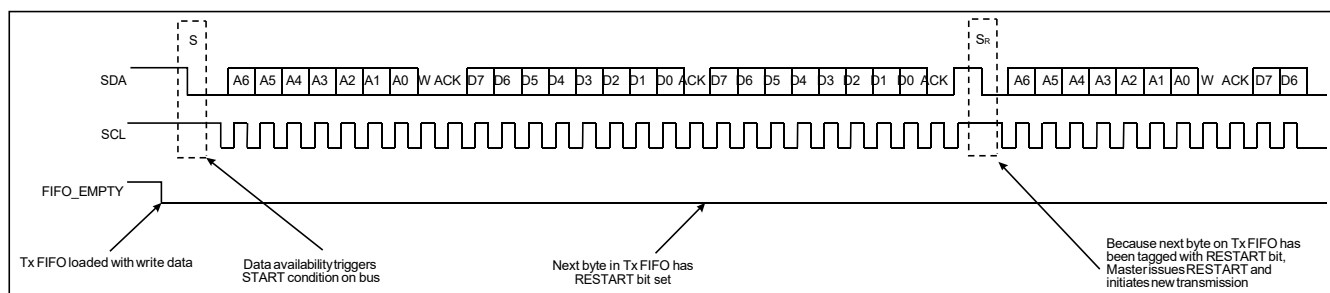 S SR
SDA A6 A5 A4 A3 A2 A1 A0 W ACK D7 D6 D5 D4 D3 D2 D1 D0 ACK D7 D6 D5 D4 D3 D2 D1 D0 ACK A6 A5 A4 A3 A2 A1 A0 W ACK D7 D6
SCL
FIFO_EMPTY
Tx FIFO loaded with write data
Data availability triggers
START condition on bus
Next byte in Tx FIFO has
RESTART bit set
Because next byte on Tx FIFO has
been tagged with RESTART bit,
Master issues RESTART and
initiates new transmission